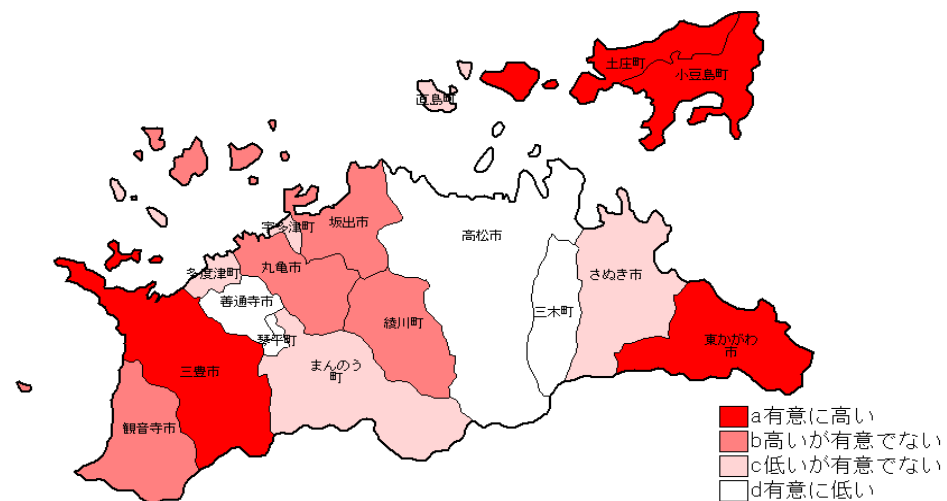 土庄町
小豆島町
直島町
坂出市
宇多津町
高松市
丸亀市
多度津町
さぬき市
善通寺市
三木町
綾川町
琴平町
東かがわ
市
まんのう
町
三豊市
観音寺市
a有意に高い
b高いが有意でない
c低いが有意でない
d有意に低い